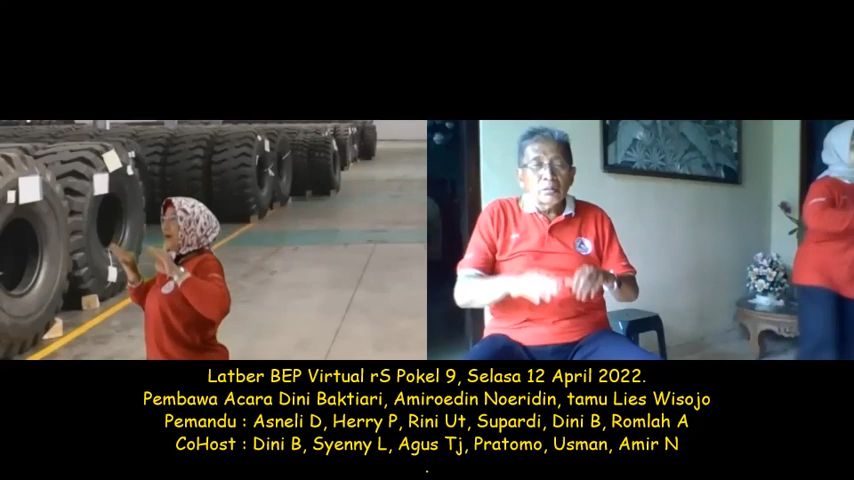 Latber BEP Virtual rS Pokel 9, Selasa 12 April 2022.
Pembawa Acara Dini Baktiari, Amiroedin Noeridin, tamu Lies Wisojo
Pemandu : Asneli D, Herry P, Rini Ut, Supardi, Dini B, Romlah A
CoHost : Dini B, Syenny L, Agus Tj, Pratomo, Usman, Amir N
.